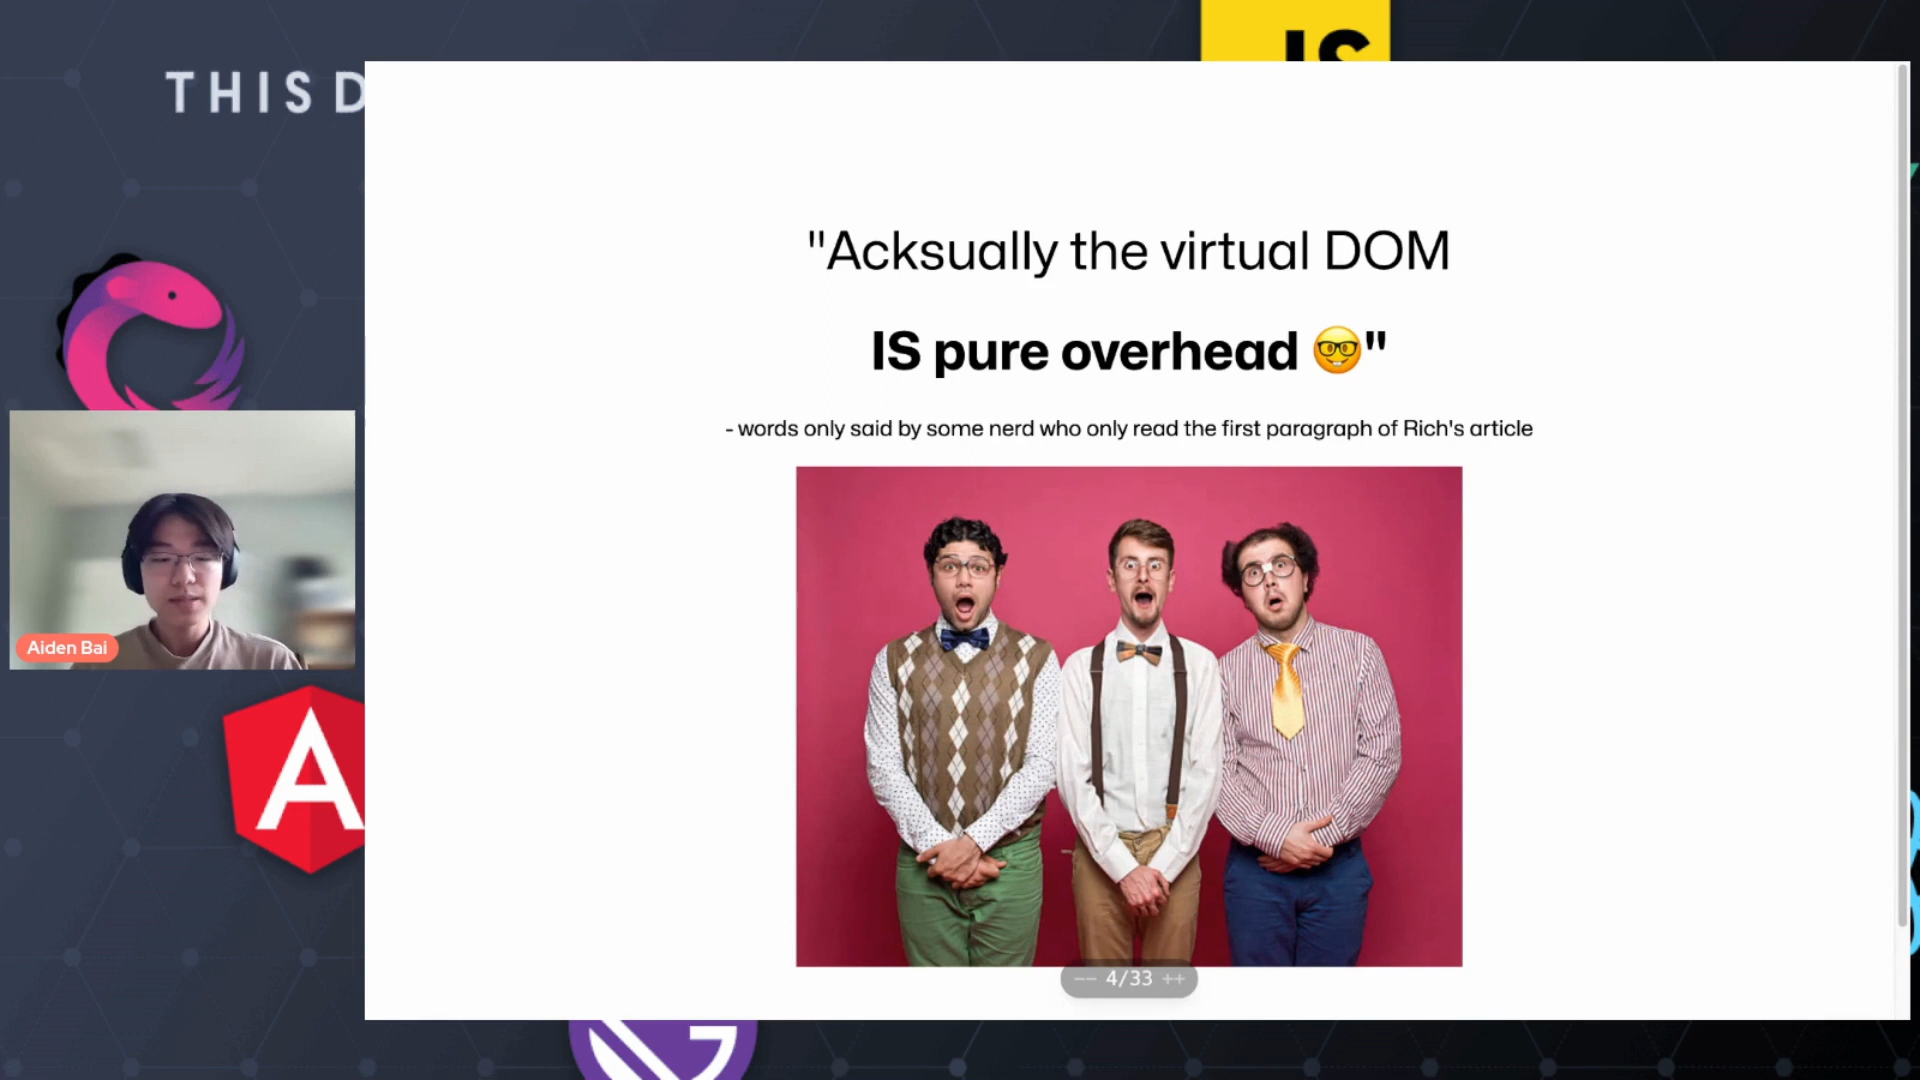 THIS D
JS
"Acksually the virtual DOM
IS pure overhead 🤓"
- words only said by some nerd who only read the first paragraph of Rich's article
Aiden Bai
-- 4/33 ++